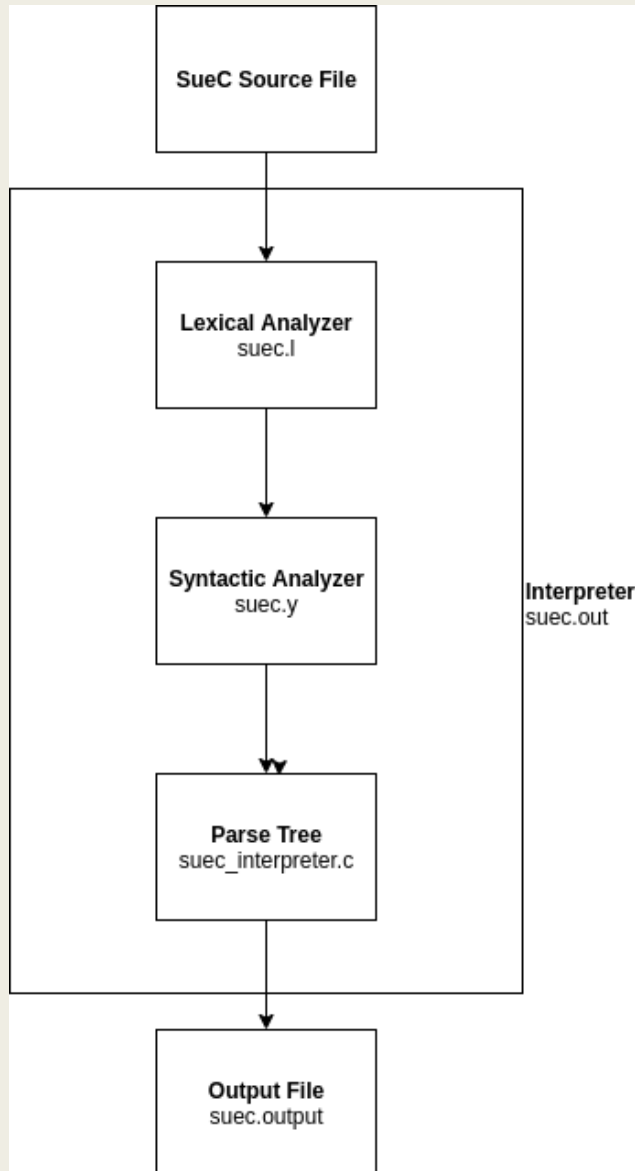 SueC Source File
Lexical Analyzer
suec.l
Syntactic Analyzer
suec.y
Interpreter
suec.out
Parse Tree
suec_interpreter.c
Output File
suec.output